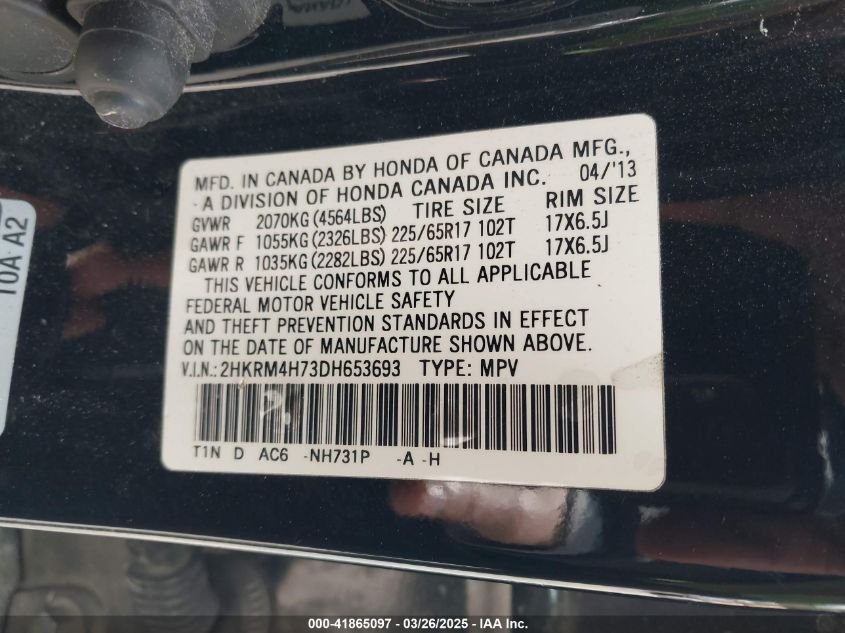 MFD. IN CANADA BY HONDA OF CANADA MFG.,
-A DIVISION OF HONDA CANADA INC. 04/'13
GVWR 2070KG (4564LBS) TIRE SIZE RIM SIZE
GAWR F 1055KG (2326LBS) 225/65R17 102T 17X6.5J
GAWR R 1035KG (2282LBS) 225/65R17 102T 17X6.5J
THIS VEHICLE CONFORMS TO ALL APPLICABLE
FEDERAL MOTOR VEHICLE SAFETY
AND THEFT PREVENTION STANDARDS IN EFFECT
ON THE DATE OF MANUFACTURE SHOWN ABOVE.
V.I.N.: 2HKRM4H73DH653693 TYPE: MPV
T1N D AC6 -NH731P -A -H
TOA A2
000-41865097 - 03/26/2025 - IAA Inc.